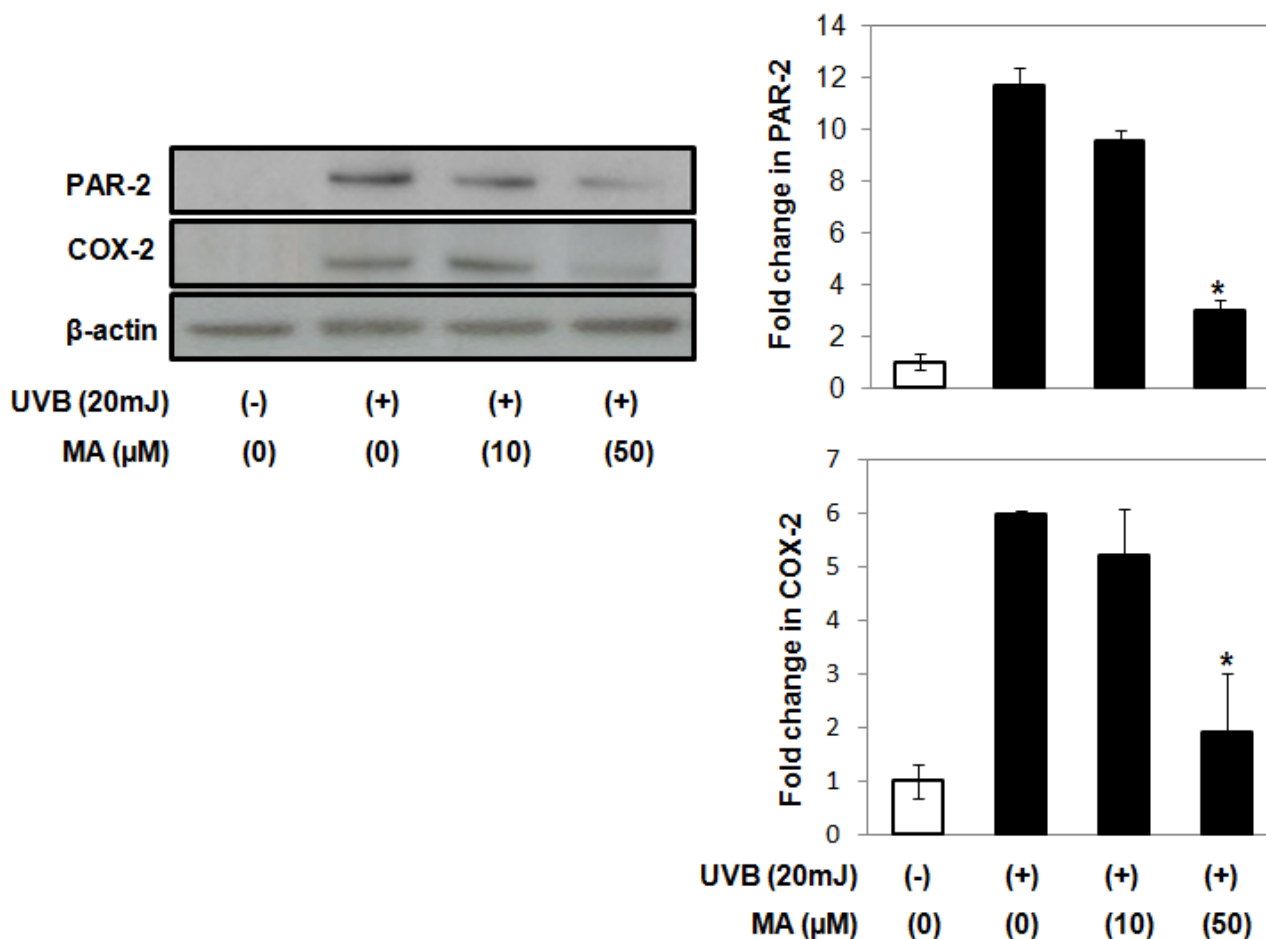 PAR-2
COX-2
β-actin
UVB (20mJ) (-) (+) (+) (+)
MA (µM) (0) (0) (10) (50)
Fold change in PAR-2
14
12
10
8
6
4
2
0
*
Fold change in COX-2
7
6
5
4
3
2
1
0
*
UVB (20mJ) (-) (+) (+) (+)
MA (µM) (0) (0) (10) (50)